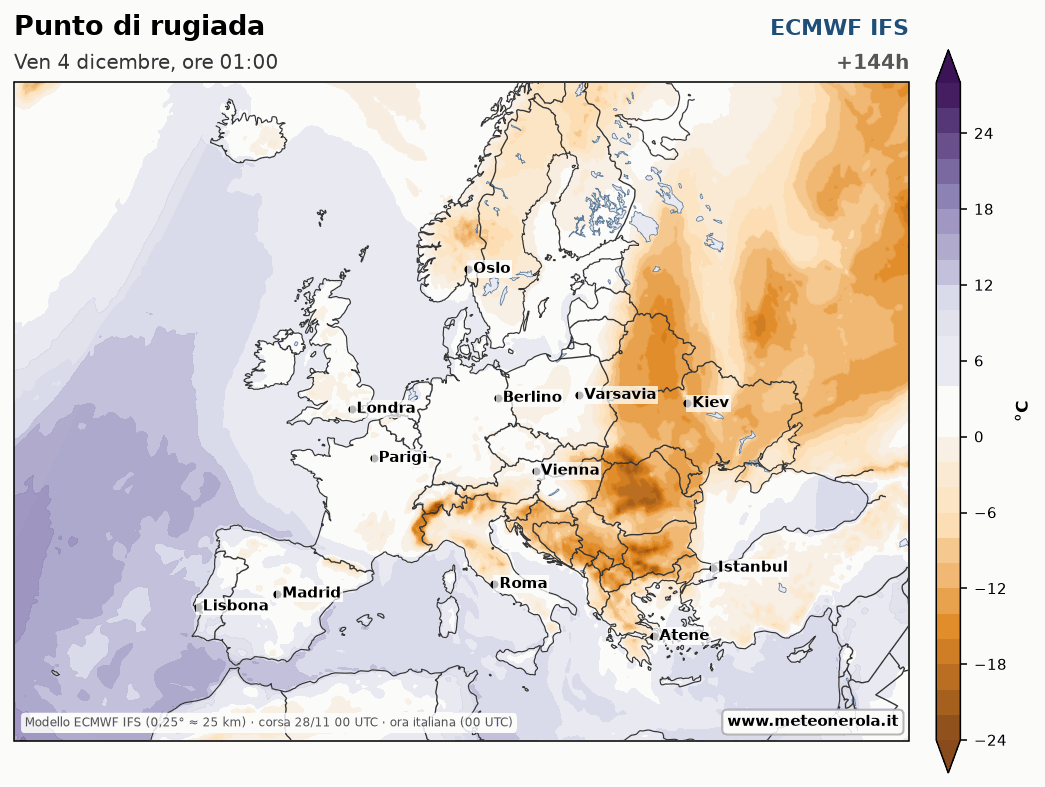 Punto di rugiada
ECMWF IFS
Ven 4 dicembre, ore 01:00
+144h
Oslo
Berlino
Varsavia
Kiev
Londra
Parigi
Vienna
Istanbul
Roma
Madrid
Lisbona
Atene
Modello ECMWF IFS (0,25° ≈ 25 km) · corsa 28/11 00 UTC · ora italiana (00 UTC)
www.meteonerola.it
24
18
12
6
0
−6
−12
−18
−24
°C